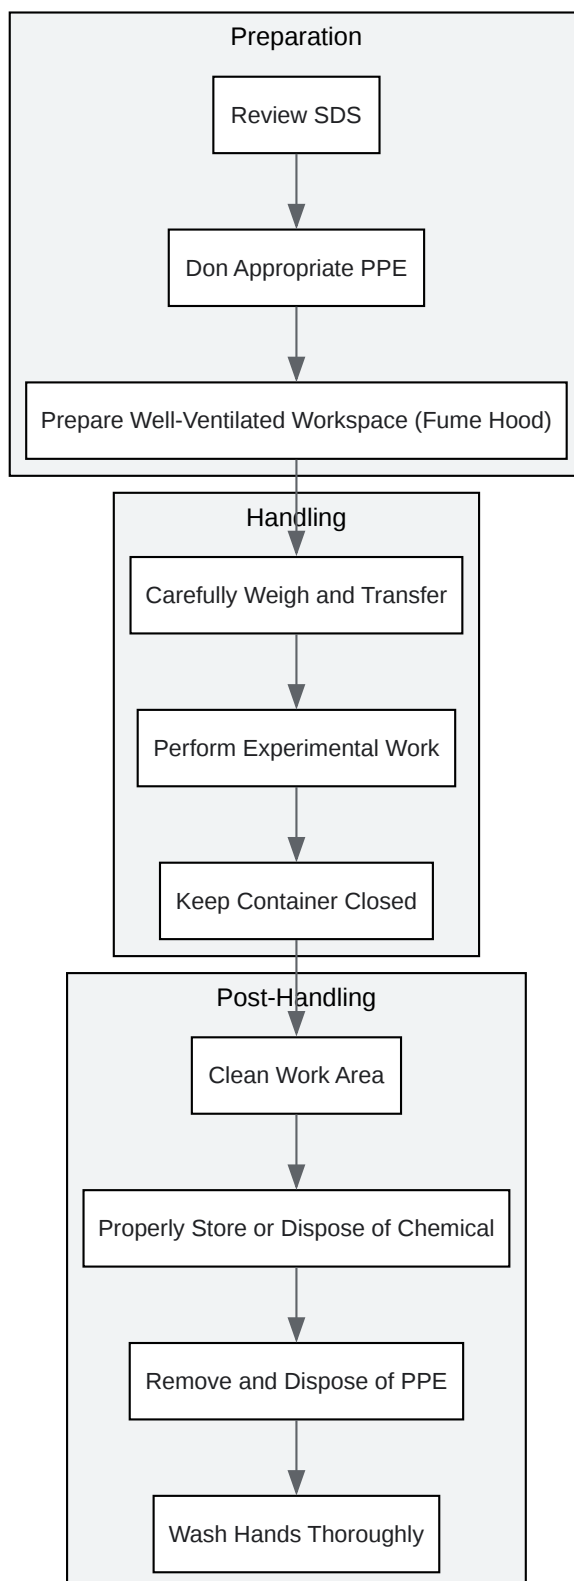 Preparation
Review SDS
Don Appropriate PPE
Prepare Well-Ventilated Workspace (Fume Hood)
Handling
Carefully Weigh and Transfer
Perform Experimental Work
Keep Container Closed
Post-Handling
Clean Work Area
Properly Store or Dispose of Chemical
Remove and Dispose of PPE
Wash Hands Thoroughly